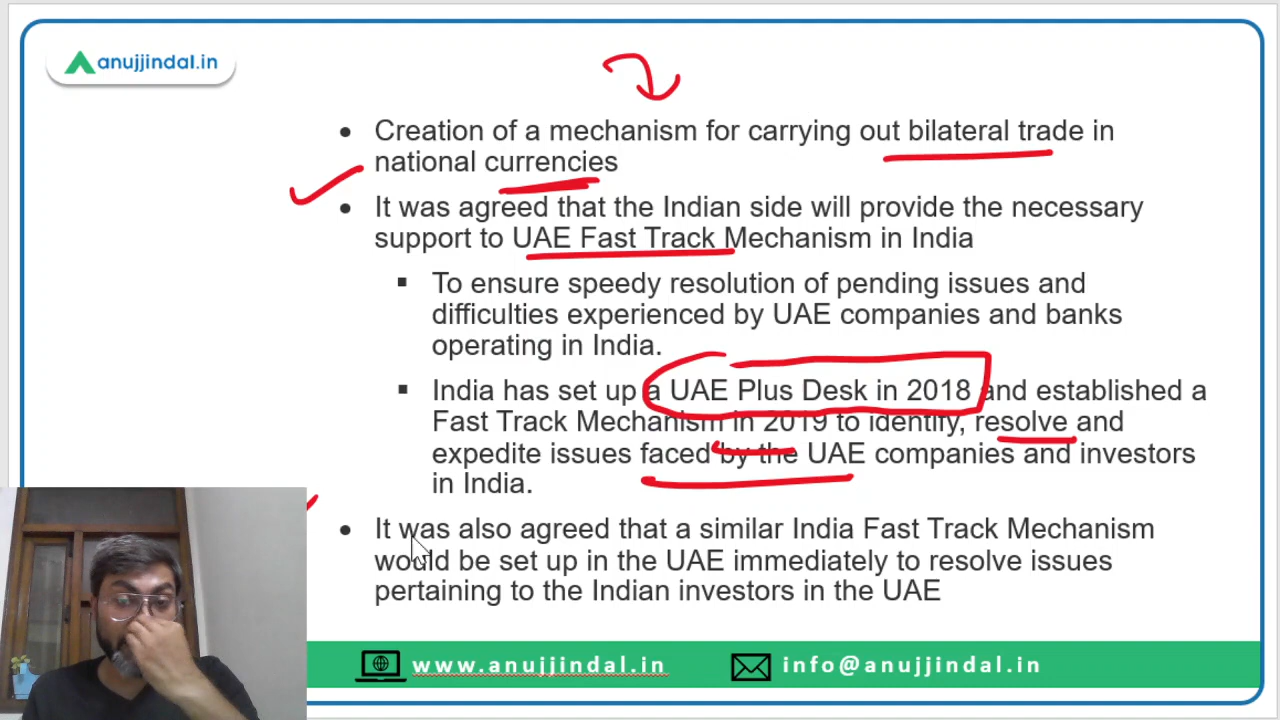 anujjindal.in
Creation of a mechanism for carrying out bilateral trade in
national currencies
It was agreed that the Indian side will provide the necessary
support to UAE Fast Track Mechanism in India
To ensure speedy resolution of pending issues and
difficulties experienced by UAE companies and banks
operating in India.
India has set up a UAE Plus Desk in 2018 and established a
Fast Track Mechanism in 2019 to identify, resolve and
expedite issues faced by the UAE companies and investors
in India.
It was also agreed that a similar India Fast Track Mechanism
would be set up in the UAE immediately to resolve issues
pertaining to the Indian investors in the UAE
www.anujjindal.in info@anujjindal.in